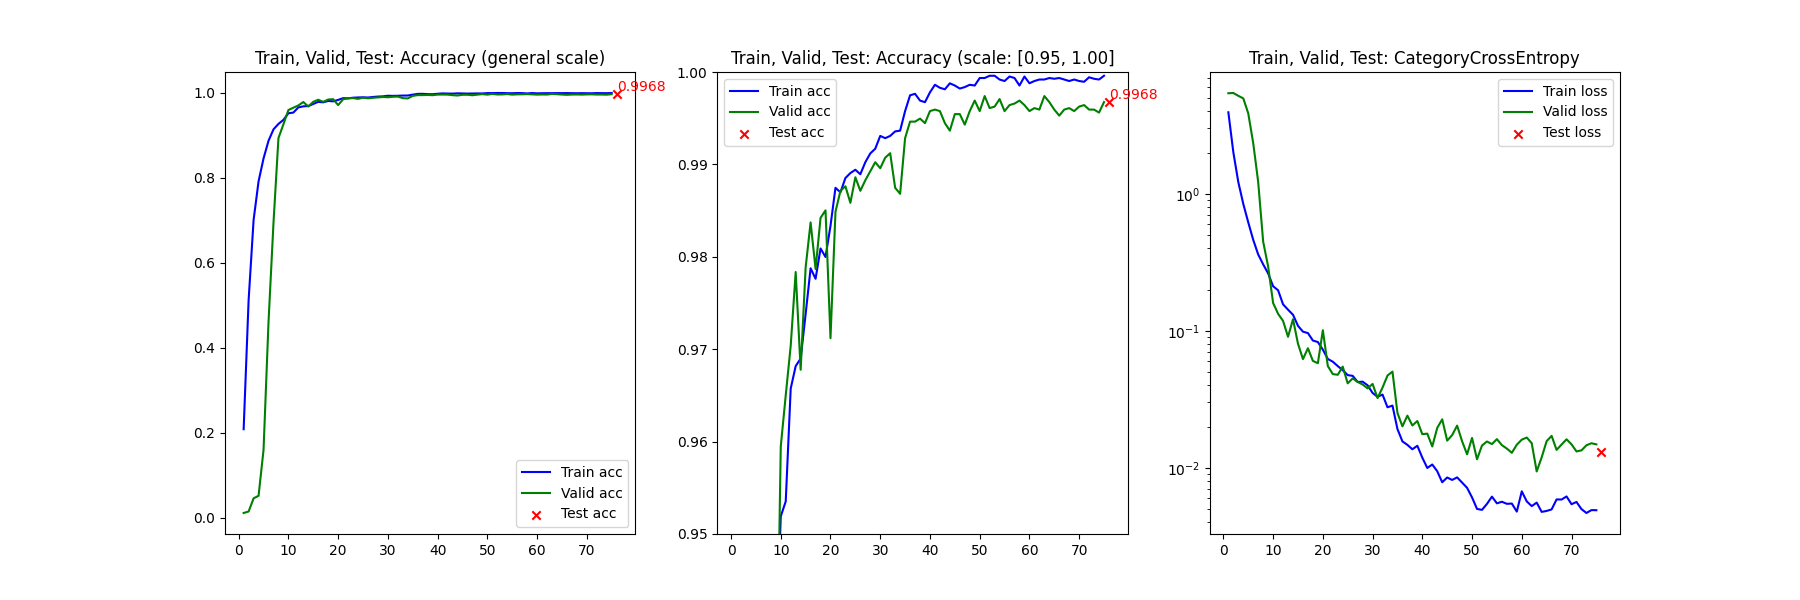 Train, Valid, Test: Accuracy (general scale)
1.0
0.8
0.6
0.4
0.2
0.0
0 10 20 30 40 50 60 70
0.9968
Train acc
Valid acc
Test acc
Train, Valid, Test: Accuracy (scale: [0.95, 1.00]
1.00
0.99
0.98
0.97
0.96
0.95
0 10 20 30 40 50 60 70
Train acc
Valid acc
Test acc
0.9968
Train, Valid, Test: CategoryCrossEntropy
10⁰
10⁻¹
10⁻²
0 10 20 30 40 50 60 70
Train loss
Valid loss
Test loss